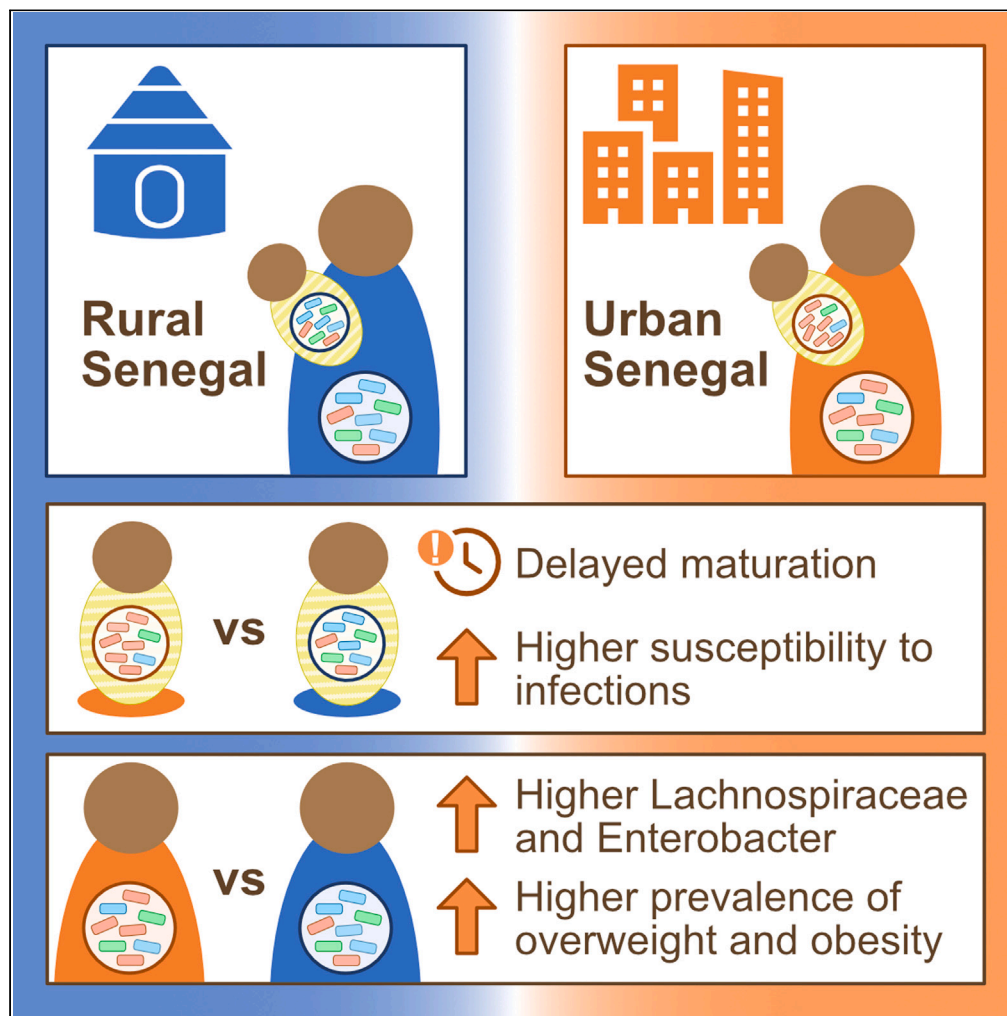 Rural
Senegal
Urban
Senegal
vs
! Delayed maturation
Higher susceptibility to
infections
vs
Higher Lachnospiraceae
and Enterobacter
Higher prevalence of
overweight and obesity